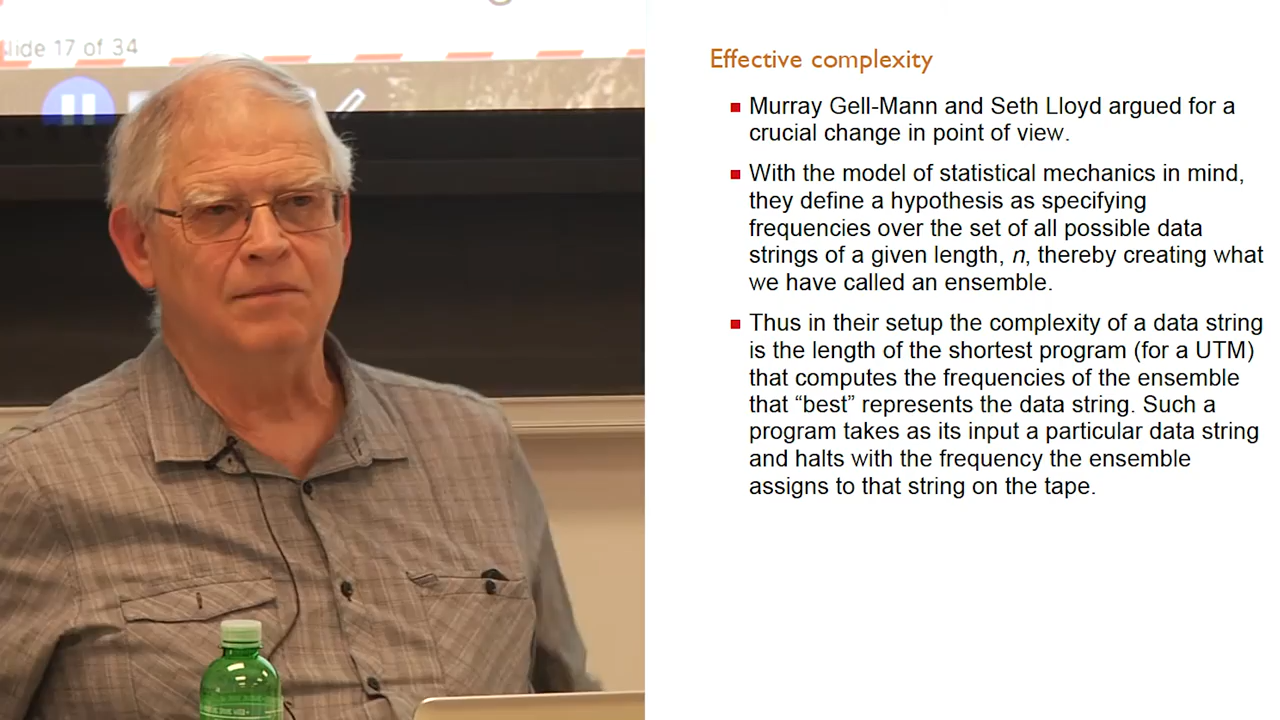 slide 17 of 34
Effective complexity
Murray Gell-Mann and Seth Lloyd argued for a
crucial change in point of view.
With the model of statistical mechanics in mind,
they define a hypothesis as specifying
frequencies over the set of all possible data
strings of a given length, n, thereby creating what
we have called an ensemble.
Thus in their setup the complexity of a data string
is the length of the shortest program (for a UTM)
that computes the frequencies of the ensemble
that “best” represents the data string. Such a
program takes as its input a particular data string
and halts with the frequency the ensemble
assigns to that string on the tape.